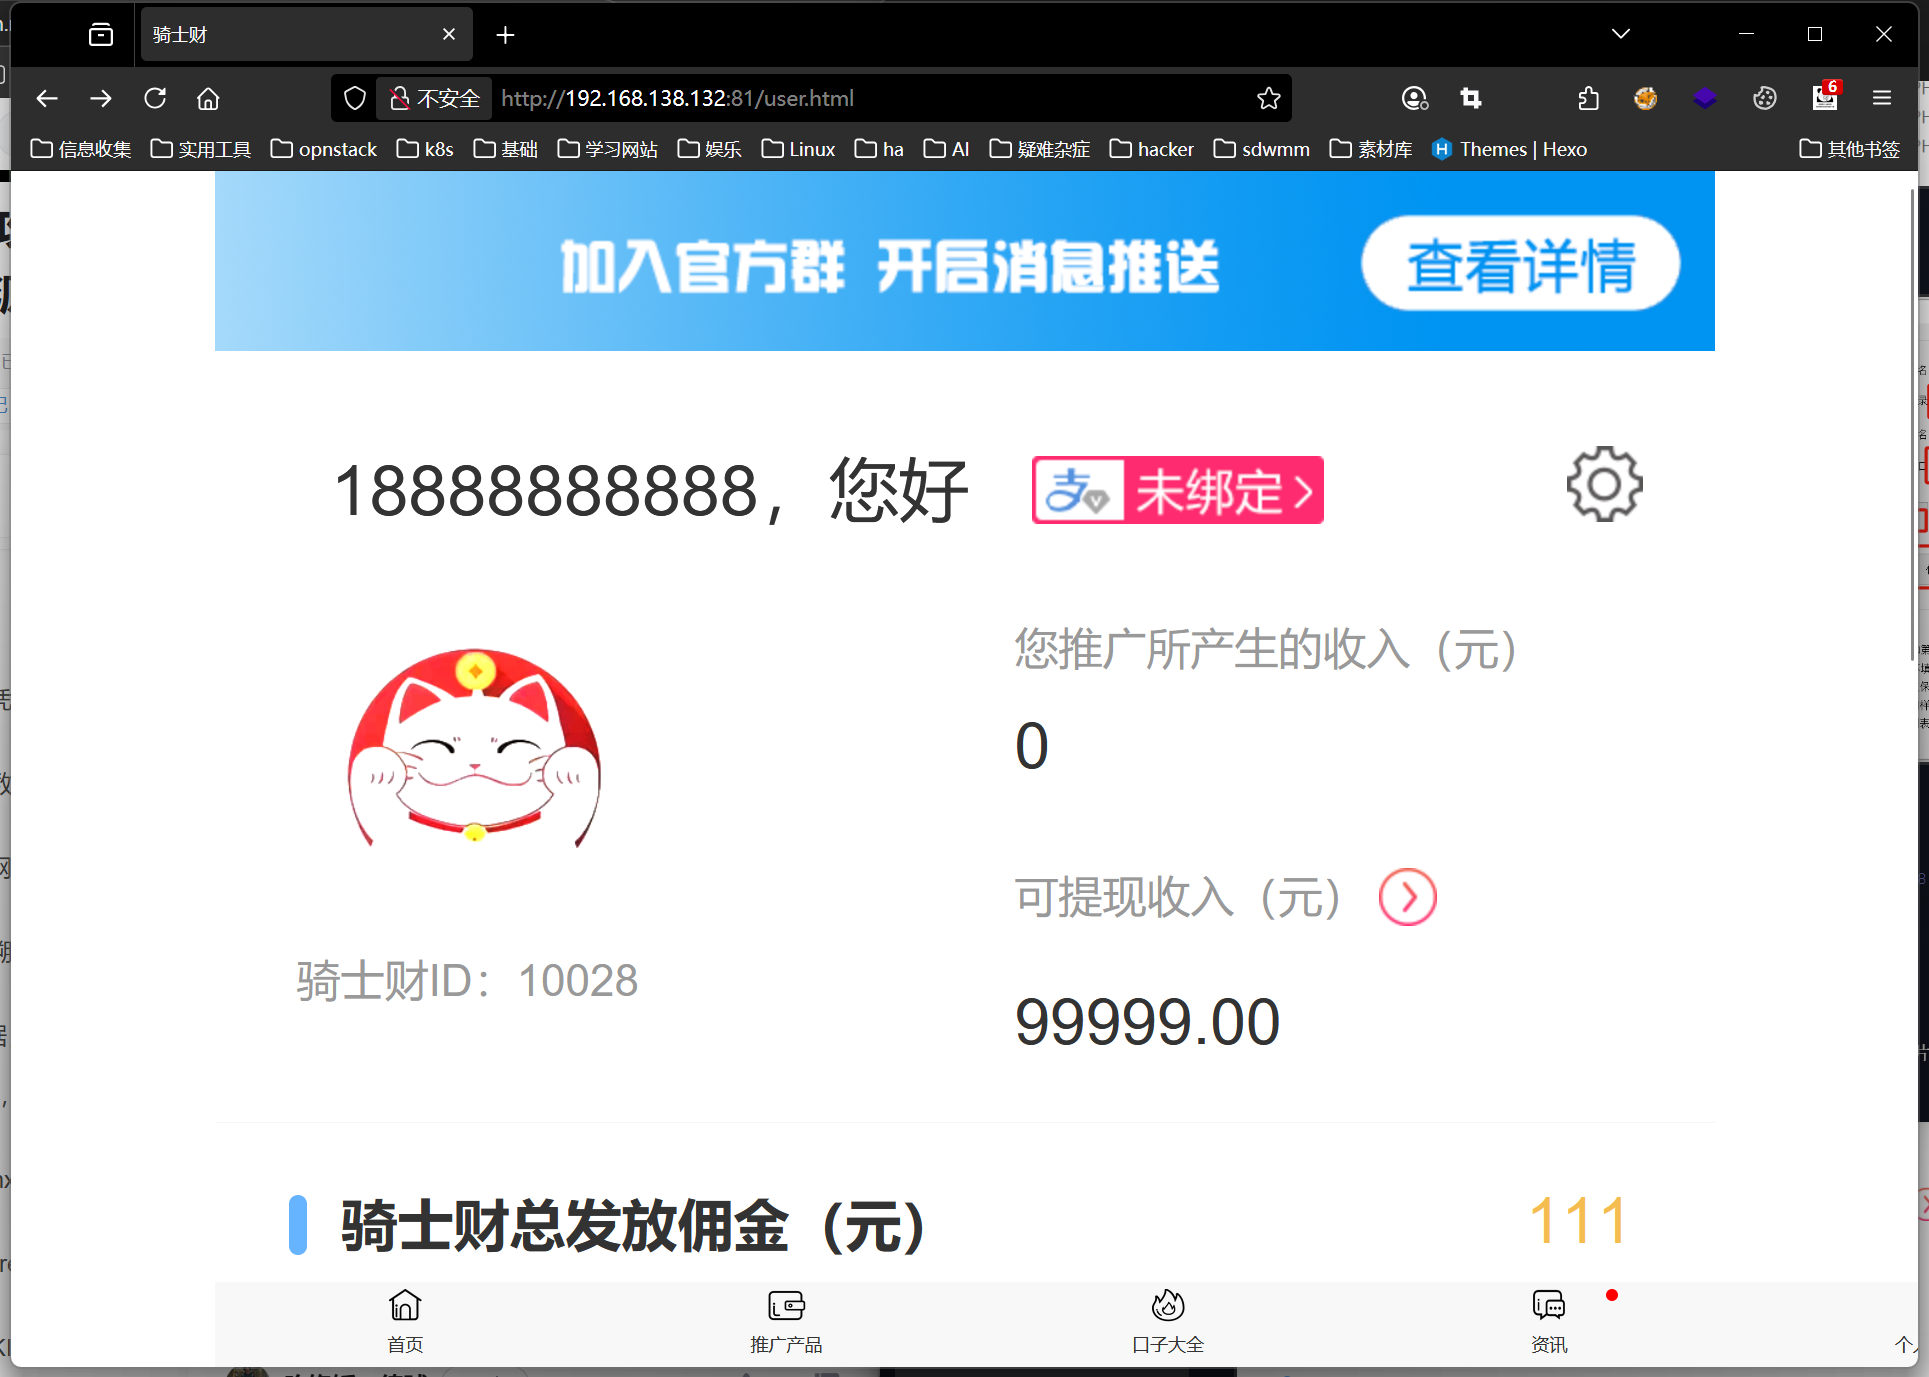 骑士财
不安全 http://192.168.138.132:81/user.html
6
信息收集 实用工具 opnstack k8s 基础 学习网站 娱乐 Linux ha AI 疑难杂症 hacker sdwmm 素材库 Themes | Hexo 其他书签
加入官方群 开启消息推送 查看详情
18888888888，您好 支 未绑定
您推广所产生的收入（元）
0
可提现收入（元）
骑士财ID：10028
99999.00
骑士财总发放佣金（元） 111
首页 推广产品 口子大全 资讯